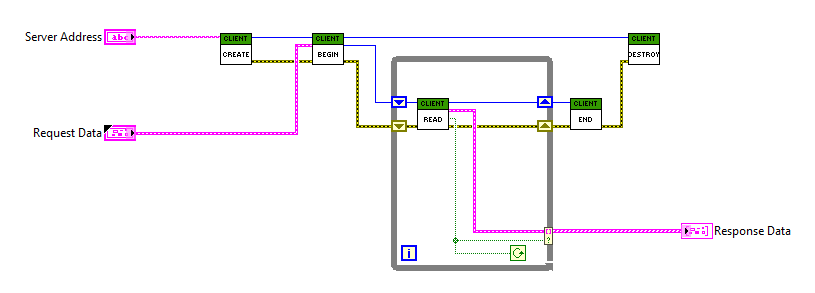 Server Address
abc
CLIENT
CREATE
CLIENT
BEGIN
CLIENT
DESTROY
Request Data
CLIENT
READ
CLIENT
END
i
?
Response Data